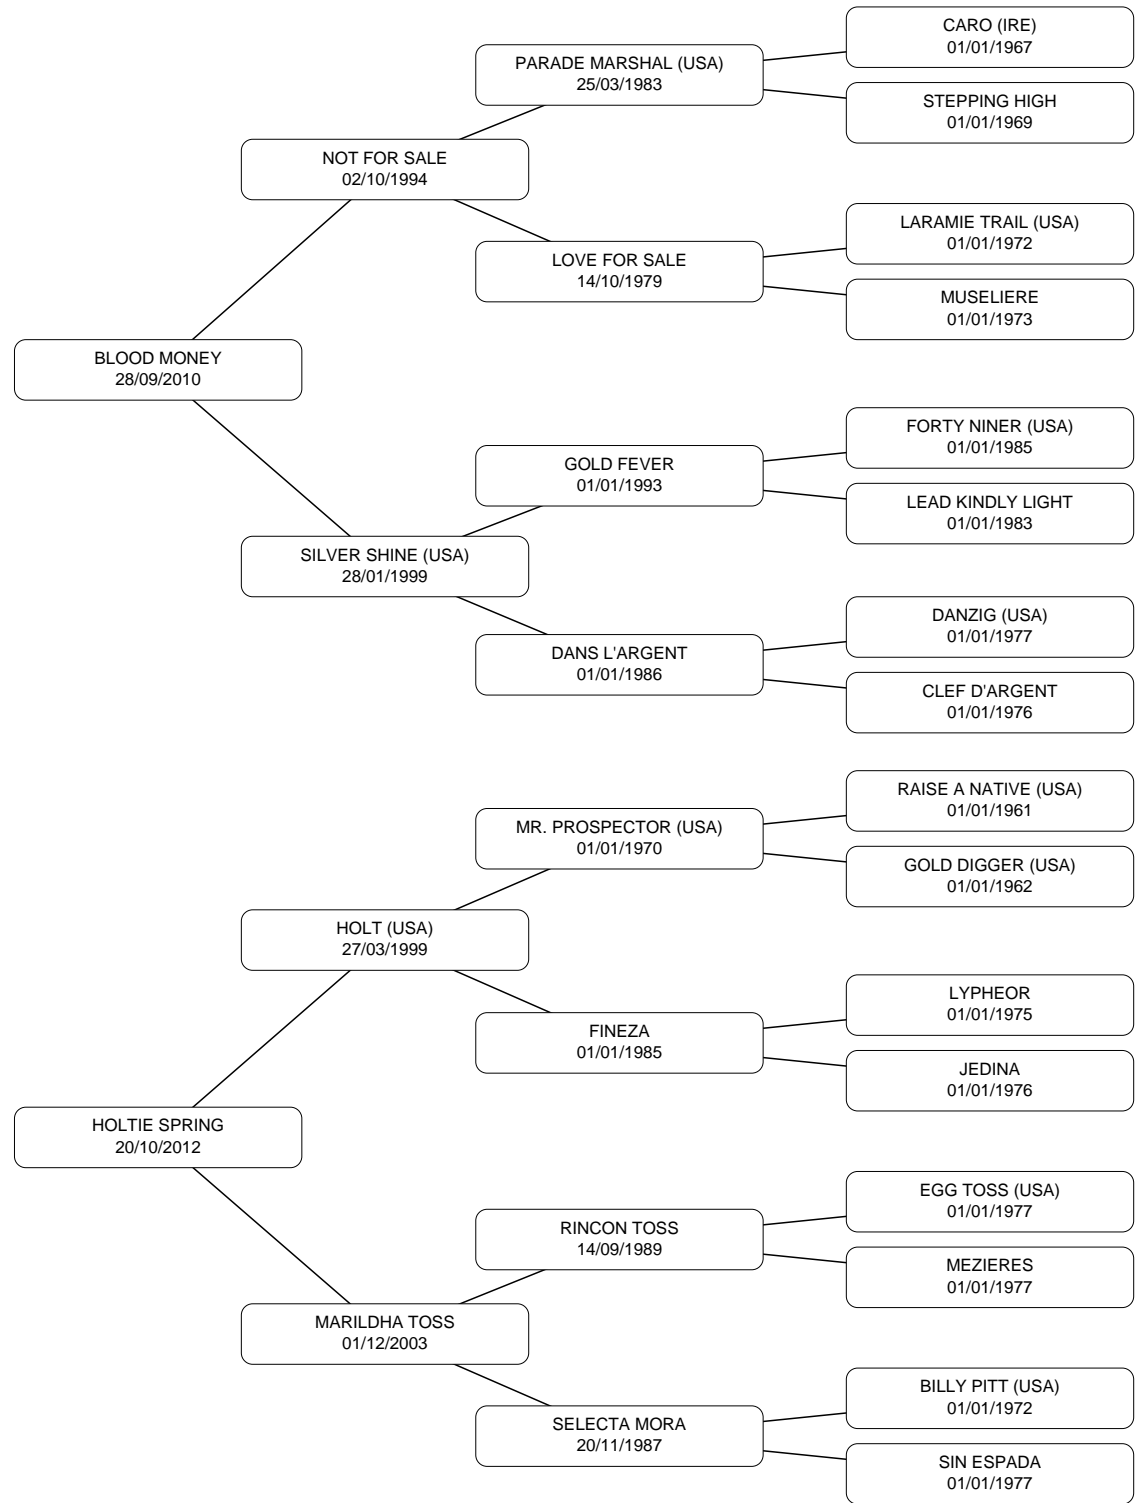 CARO (IRE)
01/01/1967
PARADE MARSHAL (USA)
25/03/1983
STEPPING HIGH
01/01/1969
NOT FOR SALE
02/10/1994
LARAMIE TRAIL (USA)
01/01/1972
LOVE FOR SALE
14/10/1979
MUSELIERE
01/01/1973
BLOOD MONEY
28/09/2010
FORTY NINER (USA)
01/01/1985
GOLD FEVER
01/01/1993
LEAD KINDLY LIGHT
01/01/1983
SILVER SHINE (USA)
28/01/1999
DANZIG (USA)
01/01/1977
DANS L'ARGENT
01/01/1986
CLEF D'ARGENT
01/01/1976
RAISE A NATIVE (USA)
01/01/1961
MR. PROSPECTOR (USA)
01/01/1970
GOLD DIGGER (USA)
01/01/1962
HOLT (USA)
27/03/1999
LYPHEOR
01/01/1975
FINEZA
01/01/1985
JEDINA
01/01/1976
HOLTIE SPRING
20/10/2012
EGG TOSS (USA)
01/01/1977
RINCON TOSS
14/09/1989
MEZIERES
01/01/1977
MARILDHA TOSS
01/12/2003
BILLY PITT (USA)
01/01/1972
SELECTA MORA
20/11/1987
SIN ESPADA
01/01/1977